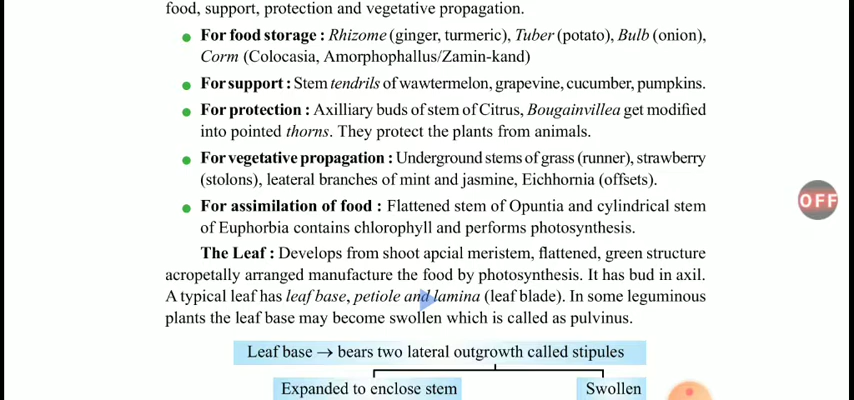 food, support, protection and vegetative propagation.
● For food storage : Rhizome (ginger, turmeric), Tuber (potato), Bulb (onion),
Corm (Colocasia, Amorphophallus/Zamin-kand)
● For support : Stem tendrils of wawtermelon, grapevine, cucumber, pumpkins.
● For protection : Axilliary buds of stem of Citrus, Bougainvillea get modified
into pointed thorns. They protect the plants from animals.
● For vegetative propagation : Underground stems of grass (runner), strawberry
(stolons), leateral branches of mint and jasmine, Eichhornia (offsets).
● For assimilation of food : Flattened stem of Opuntia and cylindrical stem
of Euphorbia contains chlorophyll and performs photosynthesis.
OFF
The Leaf : Develops from shoot apcial meristem, flattened, green structure
acropetally arranged manufacture the food by photosynthesis. It has bud in axil.
A typical leaf has leaf base, petiole and lamina (leaf blade). In some leguminous
plants the leaf base may become swollen which is called as pulvinus.
Leaf base → bears two lateral outgrowth called stipules
Expanded to enclose stem Swollen